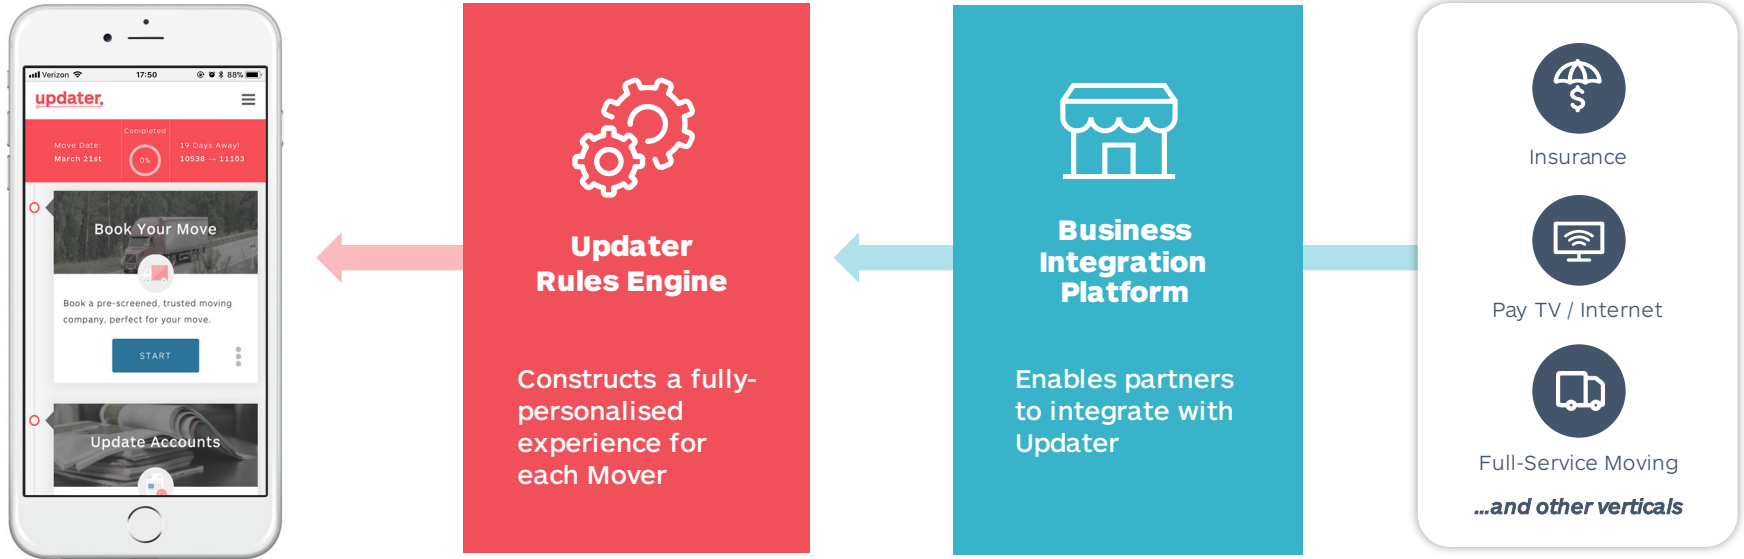 Verizon
17:50
88%
updater.
Completed
Move Date:
March 21st
0%
19 Days Away!
10538 → 11103
Book Your Move
Book a pre-screened, trusted moving
company, perfect for your move.
START
Update Accounts
Updater
Rules Engine
Constructs a fully-
personalised
experience for
each Mover
Business
Integration
Platform
Enables partners
to integrate with
Updater
$
Insurance
Pay TV / Internet
Full-Service Moving
...and other verticals